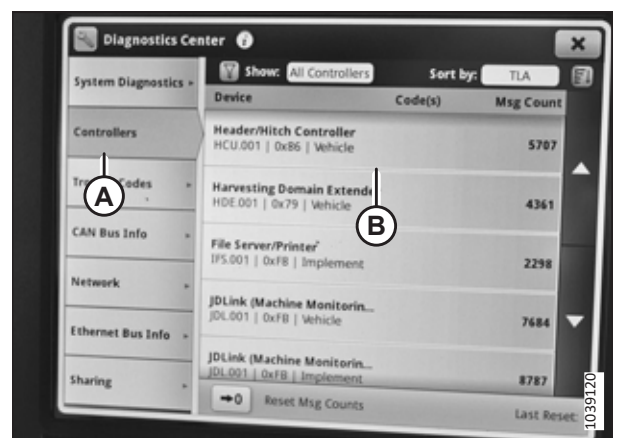 Diagnostics Center
System Diagnostics
Show: All Controllers Sort by: TLA
Device Code(s) Msg Count
Controllers
Header/Hitch Controller
HCU.001 | 0x86 | Vehicle 5707
A
Codes
Harvesting Domain Extende
HDE.001 | 0x79 | Vehicle 4361
B
CAN Bus Info
File Server/Printer
IFS.001 | 0xF8 | Implement 2298
Network
JDLink (Machine Monitorin...
JDL.001 | 0xFB | Vehicle 7684
Ethernet Bus Info
JDLink (Machine Monitorin...
JDL.001 | 0xFB | Implement 8787
Sharing
→0 Reset Msg Counts Last Reset:
1039120